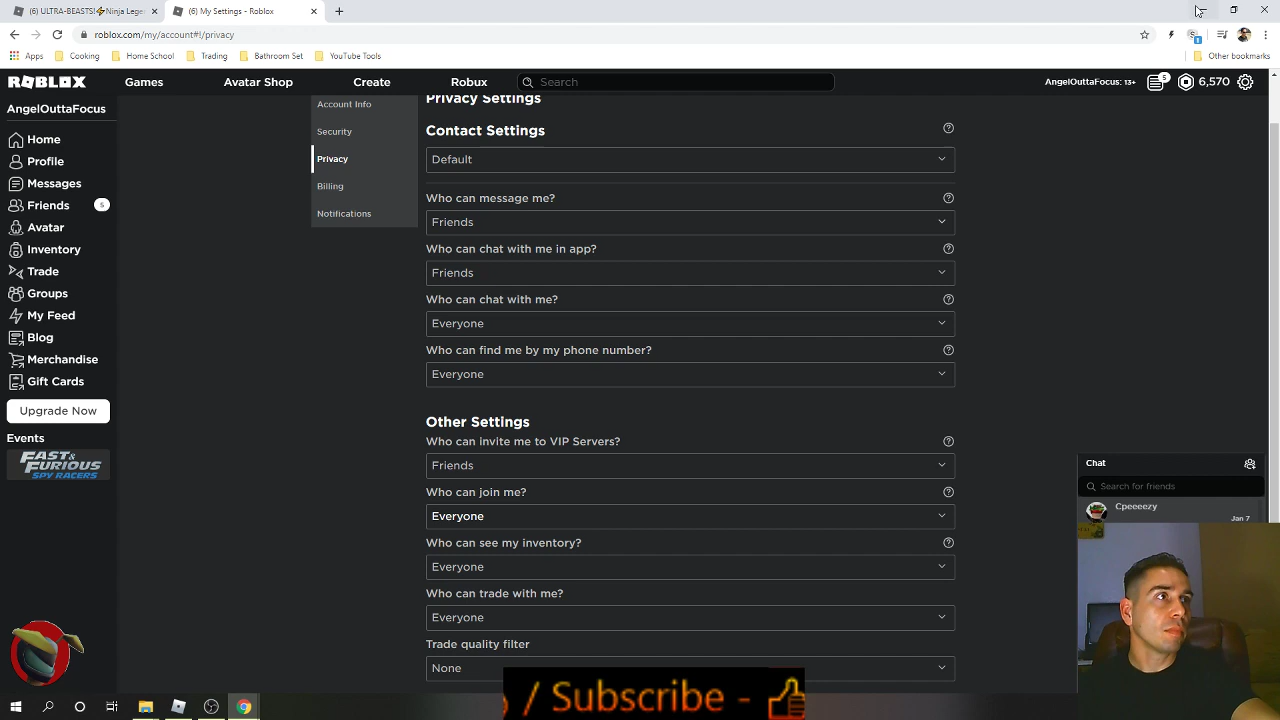 (6) ULTRA-BEASTS!⚡Ninja Lege
(6) My Settings - Roblox
roblox.com/my/account#!/privacy
Apps
Cooking
Home School
Trading
Bathroom Set
YouTube Tools
Other bookmarks
ROBLOX
Games
Avatar Shop
Create
Robux
Search
AngelOuttaFocus: 13+
5
6,570
AngelOuttaFocus
Home
Profile
Messages
Friends
5
Avatar
Inventory
Trade
Groups
My Feed
Blog
Merchandise
Gift Cards
Upgrade Now
Events
FAST & FURIOUS
SPY RACERS
Account Info
Security
Privacy
Billing
Notifications
Privacy Settings
Contact Settings
Default
Who can message me?
Friends
Who can chat with me in app?
Friends
Who can chat with me?
Everyone
Who can find me by my phone number?
Everyone
Other Settings
Who can invite me to VIP Servers?
Friends
Who can join me?
Everyone
Who can see my inventory?
Everyone
Who can trade with me?
Everyone
Trade quality filter
None
Chat
Search for friends
Cpeeeezy
Jan 7
/ Subscribe -